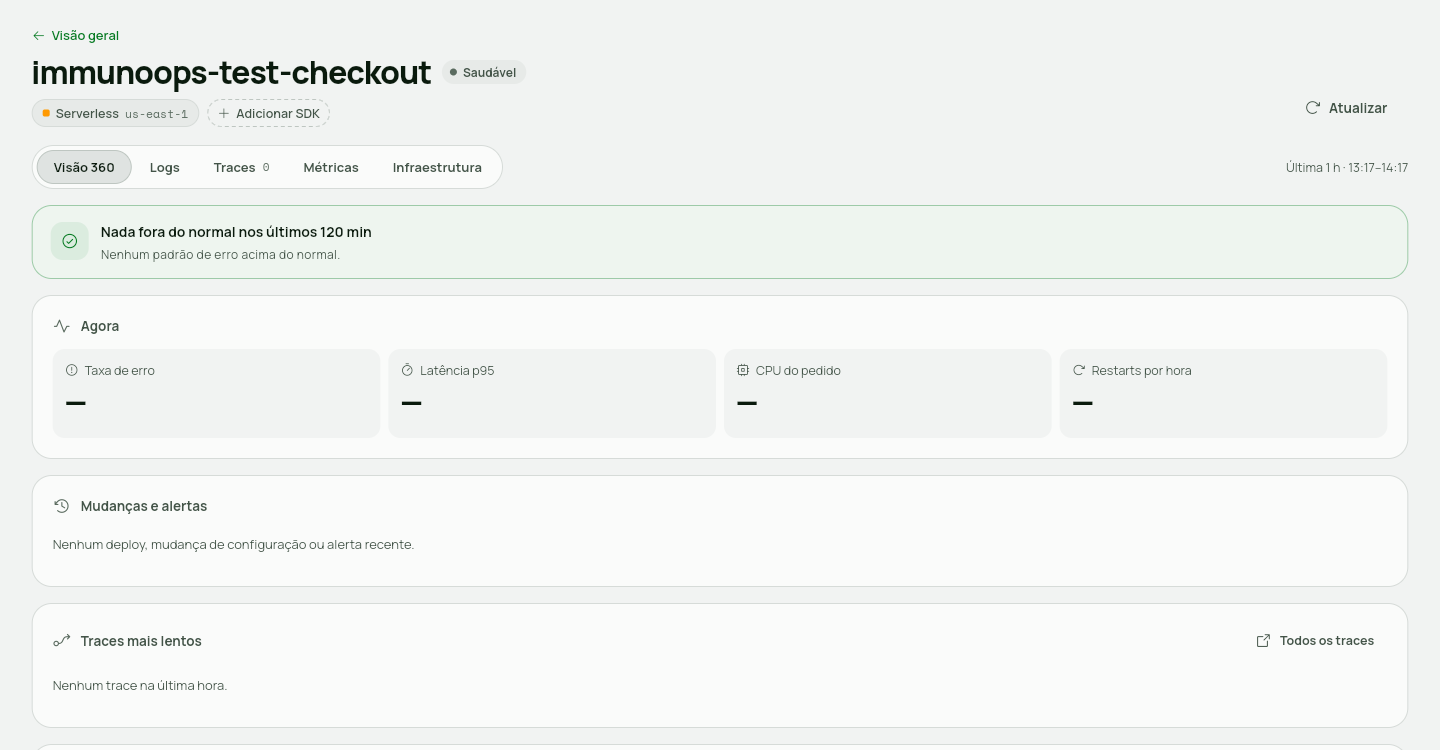 Visão geral
immunoops-test-checkout
Saudável
Serverless us-east-1
Adicionar SDK
Atualizar
Visão 360
Logs
Traces 0
Métricas
Infraestrutura
Última 1 h · 13:17–14:17
Nada fora do normal nos últimos 120 min
Nenhum padrão de erro acima do normal.
Agora
Taxa de erro
—
Latência p95
—
CPU do pedido
—
Restarts por hora
—
Mudanças e alertas
Nenhum deploy, mudança de configuração ou alerta recente.
Traces mais lentos
Todos os traces
Nenhum trace na última hora.